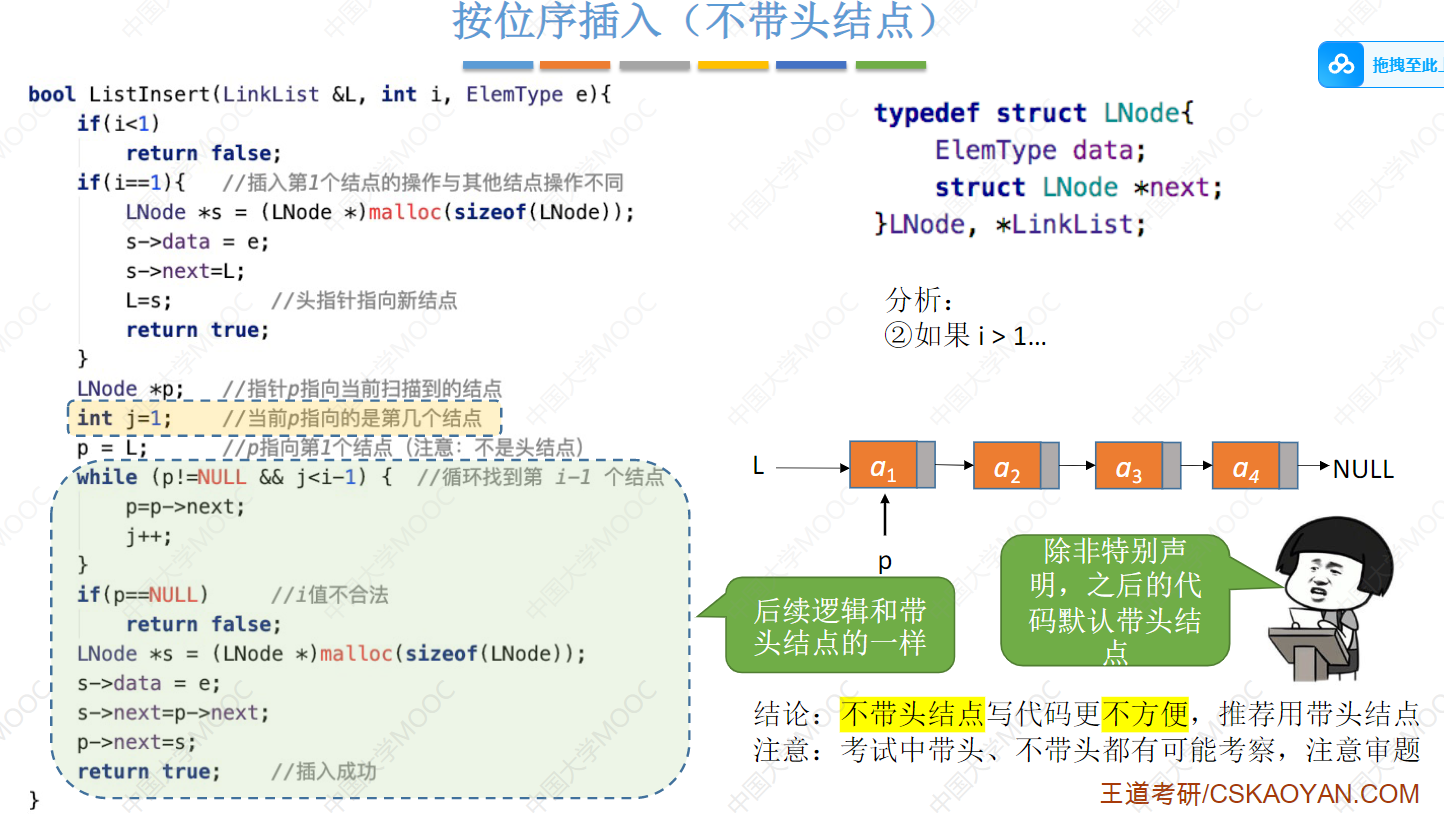 按位序插入（不带头结点）
拖拽至此上
bool ListInsert(LinkList &L, int i, ElemType e){
if(i<1)
return false;
if(i==1){ //插入第1个结点的操作与其他结点操作不同
LNode *s = (LNode *)malloc(sizeof(LNode));
s->data = e;
s->next=L;
L=s; //头指针指向新结点
return true;
}
LNode *p; //指针p指向当前扫描到的结点
int j=1; //当前p指向的是第几个结点
p = L; //p指向第1个结点（注意：不是头结点）
while (p!=NULL && j<i-1) { //循环找到第 i-1 个结点
p=p->next;
j++;
}
if(p==NULL) //i值不合法
return false;
LNode *s = (LNode *)malloc(sizeof(LNode));
s->data = e;
s->next=p->next;
p->next=s;
return true; //插入成功
}
typedef struct LNode{
ElemType data;
struct LNode *next;
}LNode, *LinkList;
分析：
②如果 i > 1…
L a1 a2 a3 a4 NULL
p
后续逻辑和带
头结点的一样
除非特别声
明，之后的代
码默认带头结
点
结论：不带头结点写代码更不方便，推荐用带头结点
注意：考试中带头、不带头都有可能考察，注意审题
王道考研/CSKAOYAN.COM
中国大学MOOC